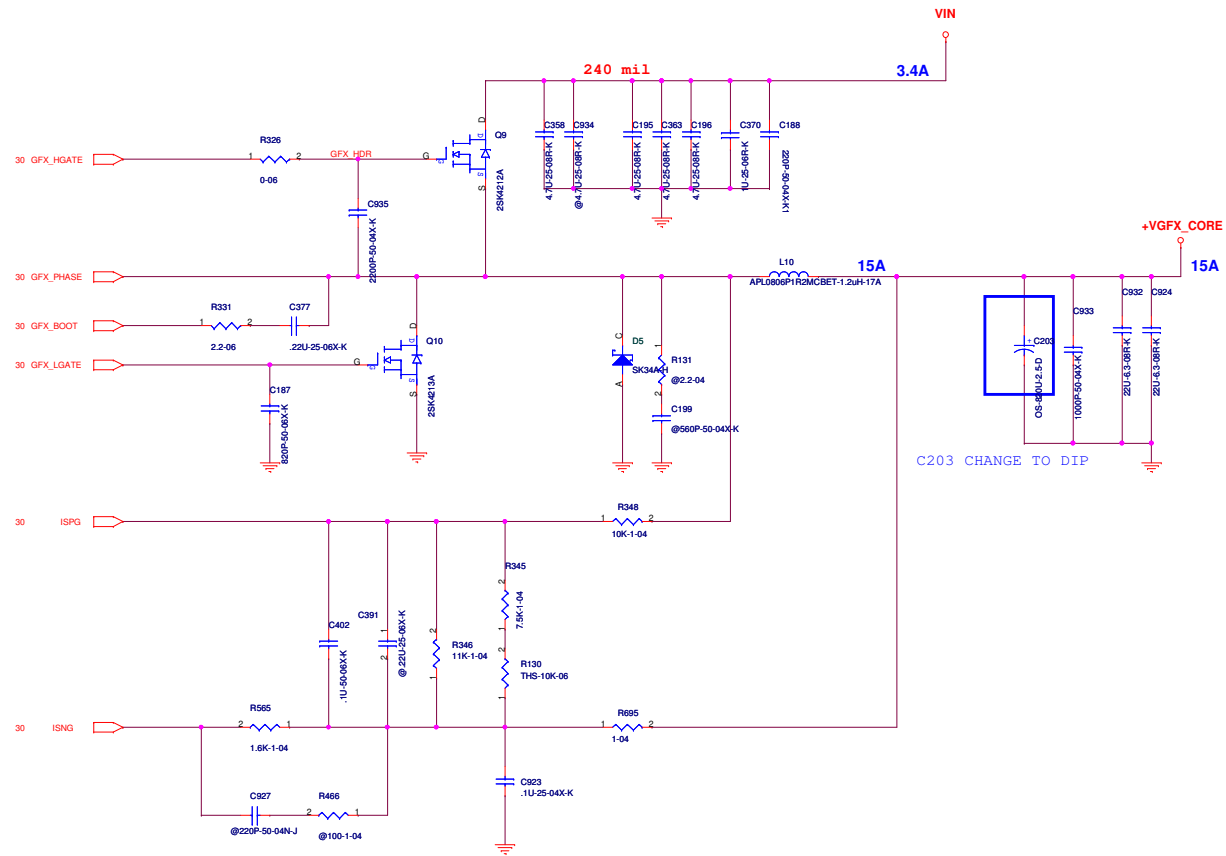 VIN
240 mil
3.4A
C358
4.7U-25-08R-K
C934
@4.7U-25-08R-K
C195
4.7U-25-08R-K
C363
4.7U-25-08R-K
C196
4.7U-25-08R-K
C370
1U-25-06R-K
C188
220P-50-04X-K1
D
D
Q9
G
G
S
S
2SK4212A
R326
1
2
GFX_HDR
0-06
30 GFX_HGATE
C935
2200P-50-04X-K
+VGFX_CORE
30 GFX_PHASE
L10
15A
15A
APL0806P1R2MCBET-1.2uH-17A
30 GFX_BOOT
R331
1
2
2.2-06
C377
.22U-25-06X-K
30 GFX_LGATE
C187
820P-50-06X-K
D
D
Q10
G
G
S
S
2SK4213A
C
D5
SK34A-H
A
1
R131
@2.2-04
2
C199
@560P-50-04X-K
+
C203
OS-820U-2.5-D
C933
1000P-50-04X-K
C932
22U-6.3-08R-K
C924
22U-6.3-08R-K
C203 CHANGE TO DIP
30 ISPG
R348
1
2
10K-1-04
C402
.1U-50-06X-K
C391
1
2
@.22U-25-06X-K
2
R346
11K-1-04
1
R345
2
7.5K-1-04
1
2
R130
THS-10K-06
1
30 ISNG
R565
2
1
1.6K-1-04
R695
1
2
1-04
C923
.1U-25-04X-K
C927
@220P-50-04N-J
R466
2
1
@100-1-04